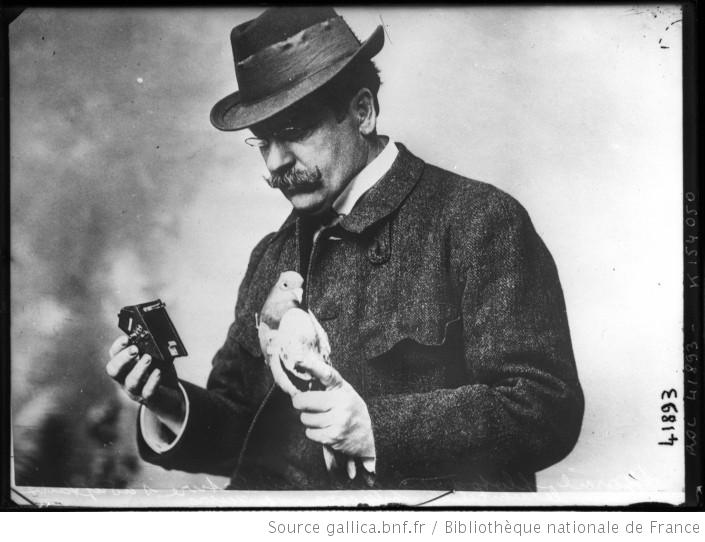 41893
ROL 41893 - K 154050
Source gallica.bnf.fr / Bibliothèque nationale de France